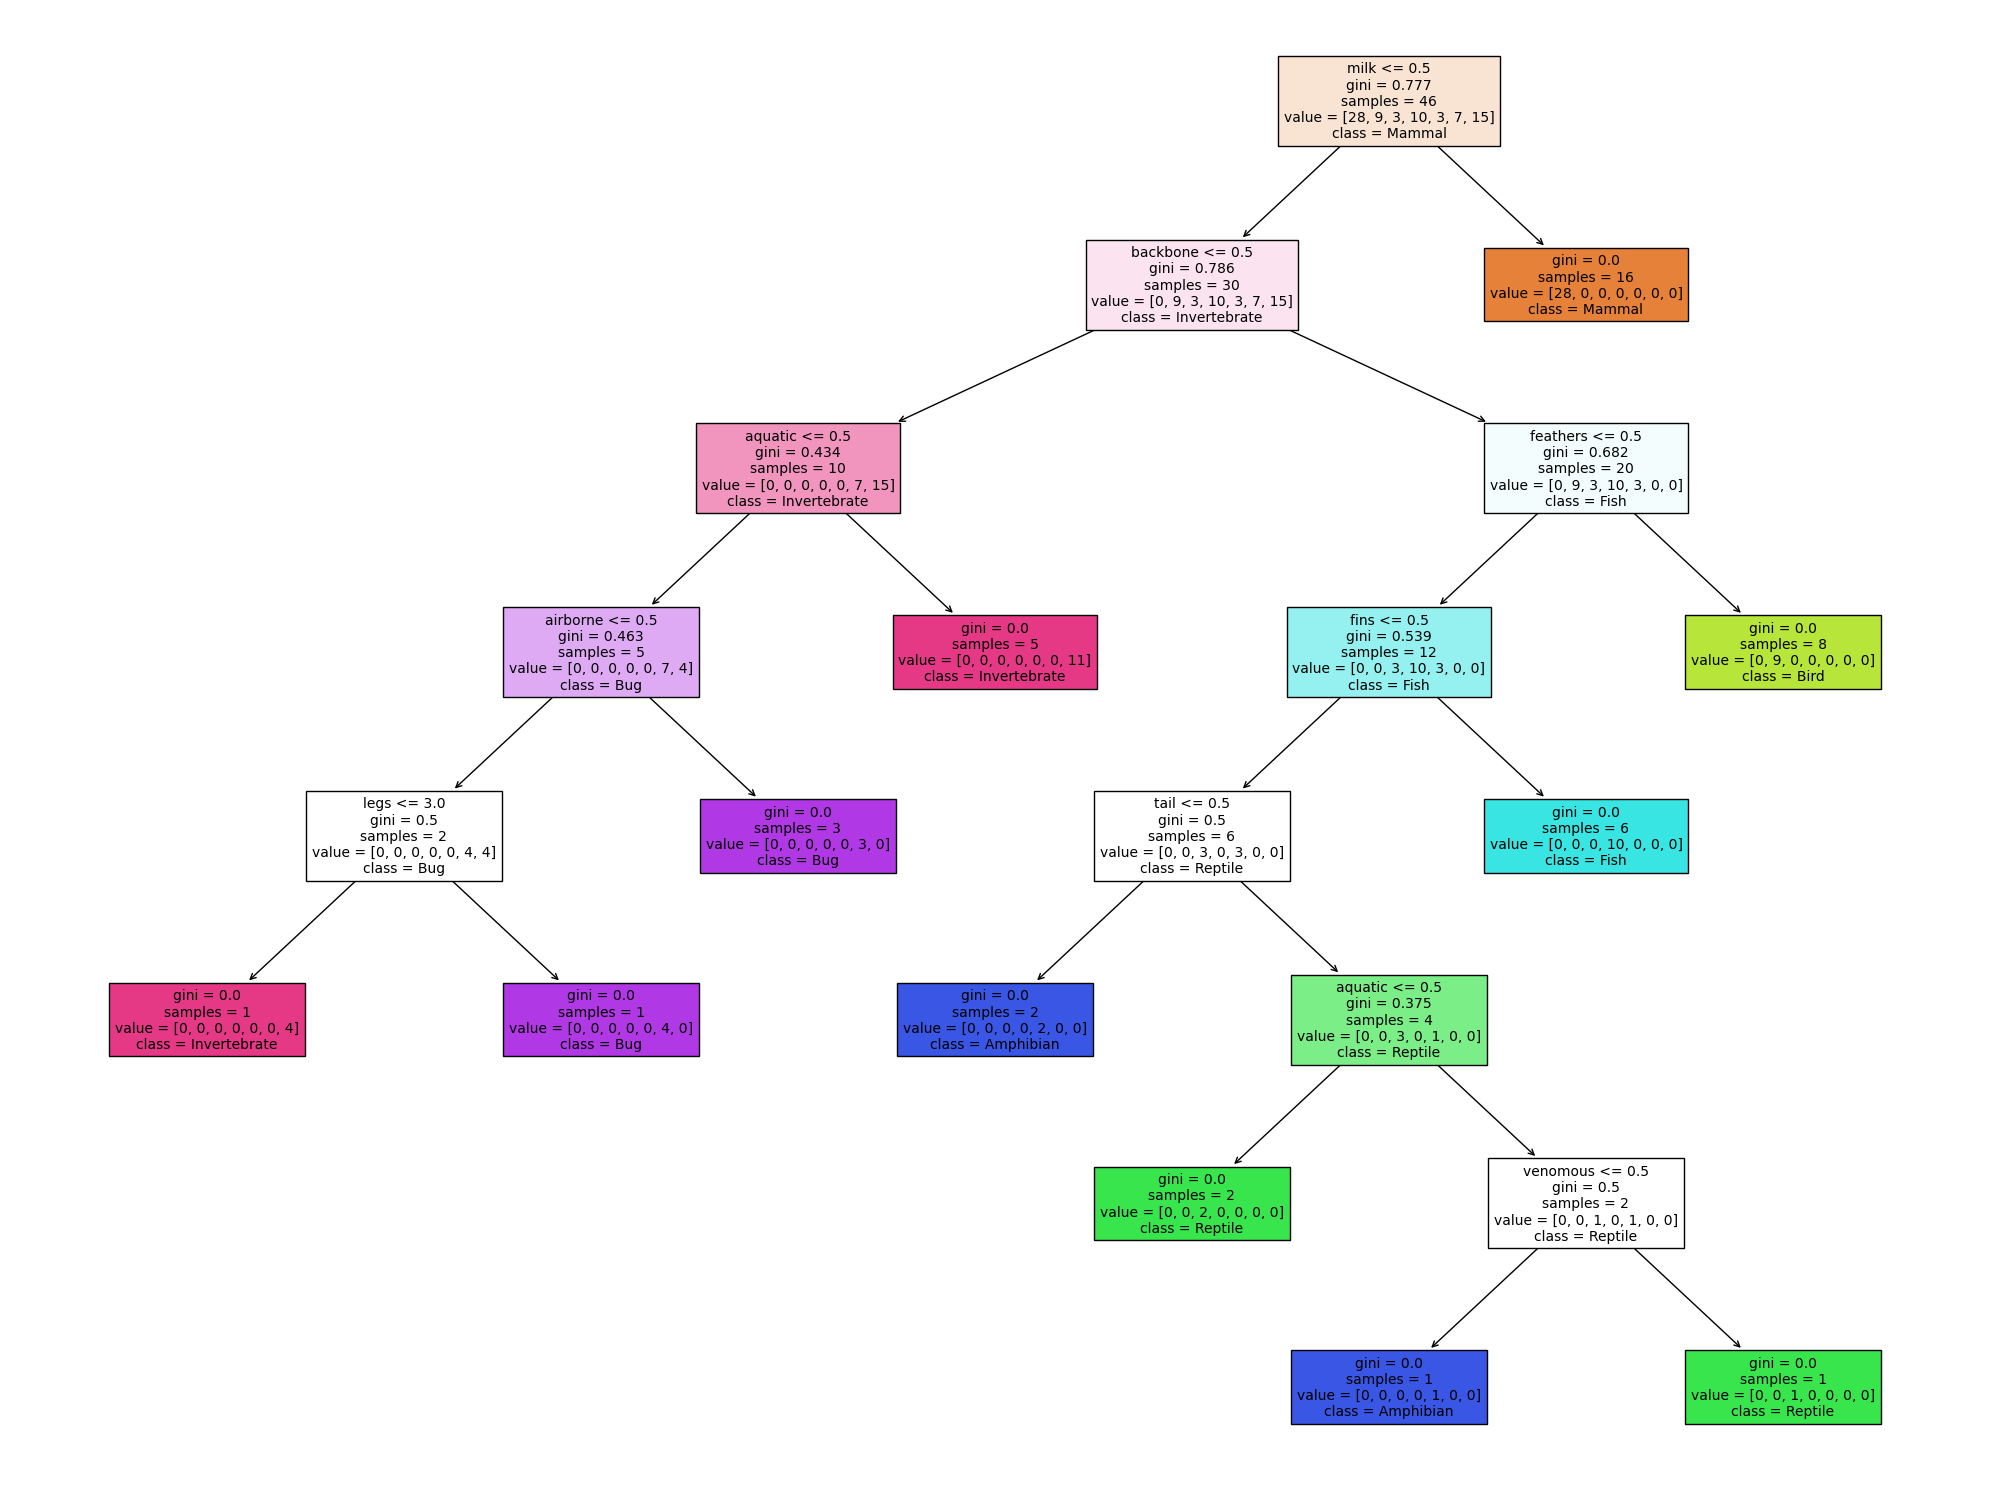 milk <= 0.5
gini = 0.777
samples = 46
value = [28, 9, 3, 10, 3, 7, 15]
class = Mammal
backbone <= 0.5
gini = 0.786
samples = 30
value = [0, 9, 3, 10, 3, 7, 15]
class = Invertebrate
gini = 0.0
samples = 16
value = [28, 0, 0, 0, 0, 0, 0]
class = Mammal
aquatic <= 0.5
gini = 0.434
samples = 10
value = [0, 0, 0, 0, 0, 7, 15]
class = Invertebrate
feathers <= 0.5
gini = 0.682
samples = 20
value = [0, 9, 3, 10, 3, 0, 0]
class = Fish
airborne <= 0.5
gini = 0.463
samples = 5
value = [0, 0, 0, 0, 0, 7, 4]
class = Bug
gini = 0.0
samples = 5
value = [0, 0, 0, 0, 0, 0, 11]
class = Invertebrate
fins <= 0.5
gini = 0.539
samples = 12
value = [0, 0, 3, 10, 3, 0, 0]
class = Fish
gini = 0.0
samples = 8
value = [0, 9, 0, 0, 0, 0, 0]
class = Bird
legs <= 3.0
gini = 0.5
samples = 2
value = [0, 0, 0, 0, 0, 4, 4]
class = Bug
gini = 0.0
samples = 3
value = [0, 0, 0, 0, 0, 3, 0]
class = Bug
tail <= 0.5
gini = 0.5
samples = 6
value = [0, 0, 3, 0, 3, 0, 0]
class = Reptile
gini = 0.0
samples = 6
value = [0, 0, 0, 10, 0, 0, 0]
class = Fish
gini = 0.0
samples = 1
value = [0, 0, 0, 0, 0, 0, 4]
class = Invertebrate
gini = 0.0
samples = 1
value = [0, 0, 0, 0, 0, 4, 0]
class = Bug
gini = 0.0
samples = 2
value = [0, 0, 0, 0, 2, 0, 0]
class = Amphibian
aquatic <= 0.5
gini = 0.375
samples = 4
value = [0, 0, 3, 0, 1, 0, 0]
class = Reptile
gini = 0.0
samples = 2
value = [0, 0, 2, 0, 0, 0, 0]
class = Reptile
venomous <= 0.5
gini = 0.5
samples = 2
value = [0, 0, 1, 0, 1, 0, 0]
class = Reptile
gini = 0.0
samples = 1
value = [0, 0, 0, 0, 1, 0, 0]
class = Amphibian
gini = 0.0
samples = 1
value = [0, 0, 1, 0, 0, 0, 0]
class = Reptile